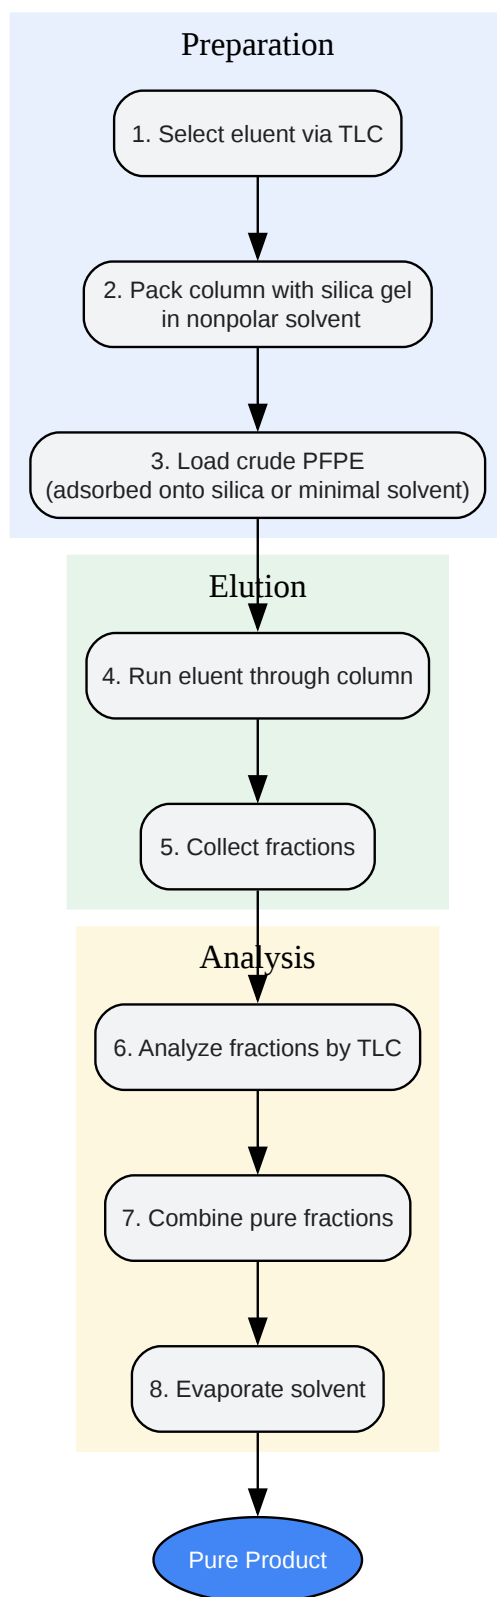 Preparation
1. Select eluent via TLC
2. Pack column with silica gel
in nonpolar solvent
3. Load crude PFPE
(adsorbed onto silica or minimal solvent)
Elution
4. Run eluent through column
5. Collect fractions
Analysis
6. Analyze fractions by TLC
7. Combine pure fractions
8. Evaporate solvent
Pure Product